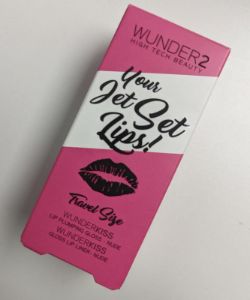 WUNDER2
HIGH TECH BEAUTY
Your
Jet Set
Lips!
Travel Size
WUNDERKISS
LIP PLUMPING GLOSS - NUDE
WUNDERKISS
GLOSS LIP LINER - NUDE